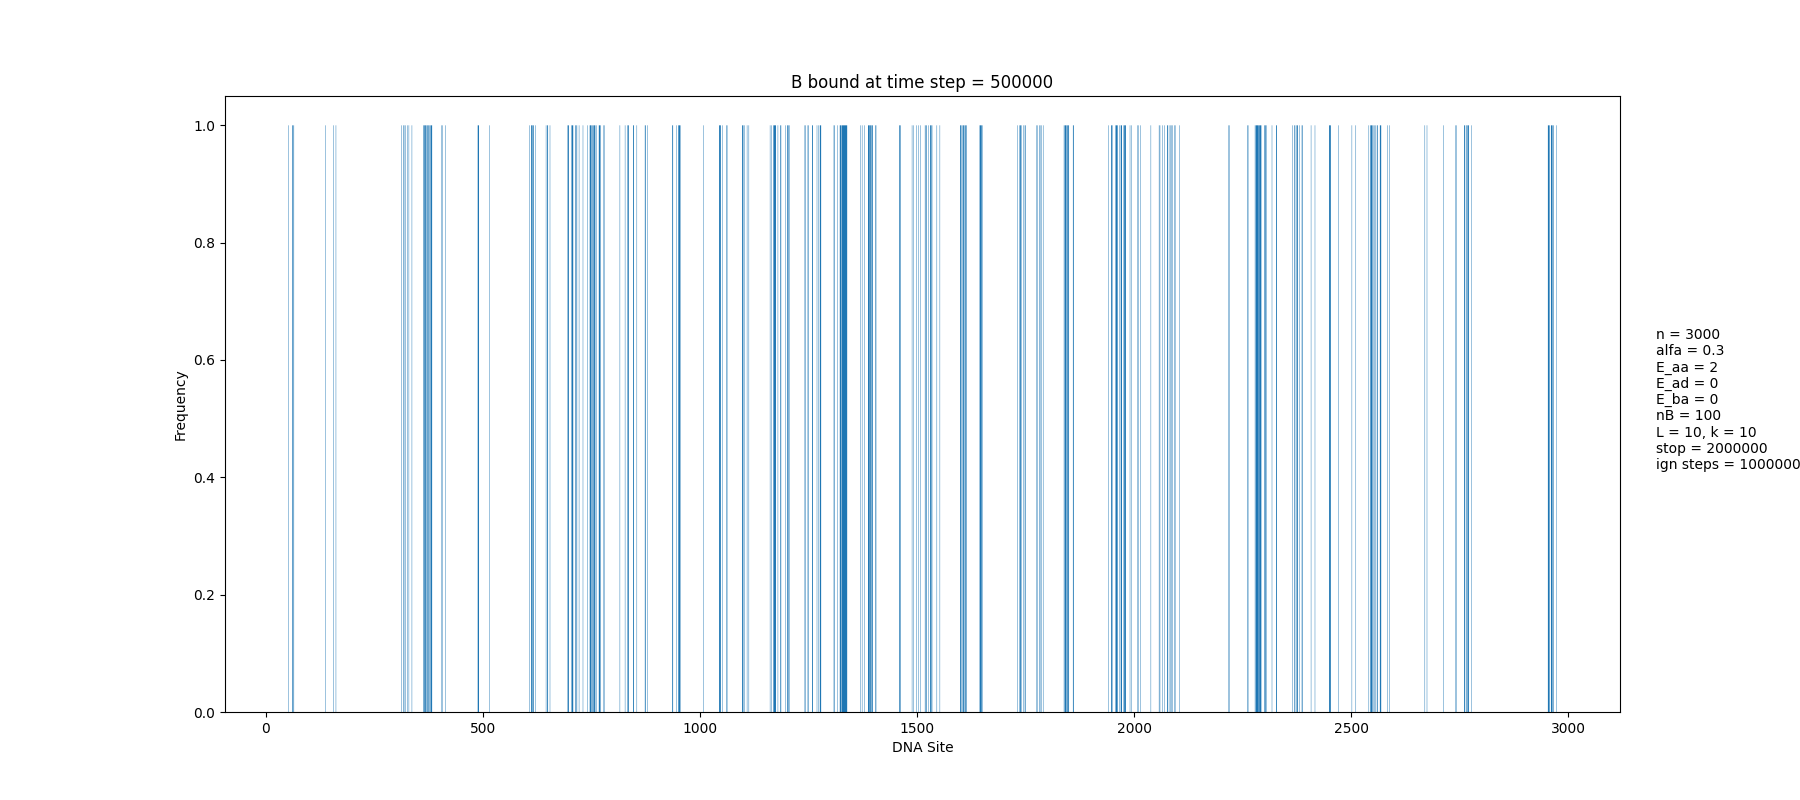 B bound at time step = 500000
1.0
0.8
0.6
0.4
0.2
0.0
Frequency
0 500 1000 1500 2000 2500 3000
DNA Site
n = 3000
alfa = 0.3
E_aa = 2
E_ad = 0
E_ba = 0
nB = 100
L = 10, k = 10
stop = 2000000
ign steps = 1000000